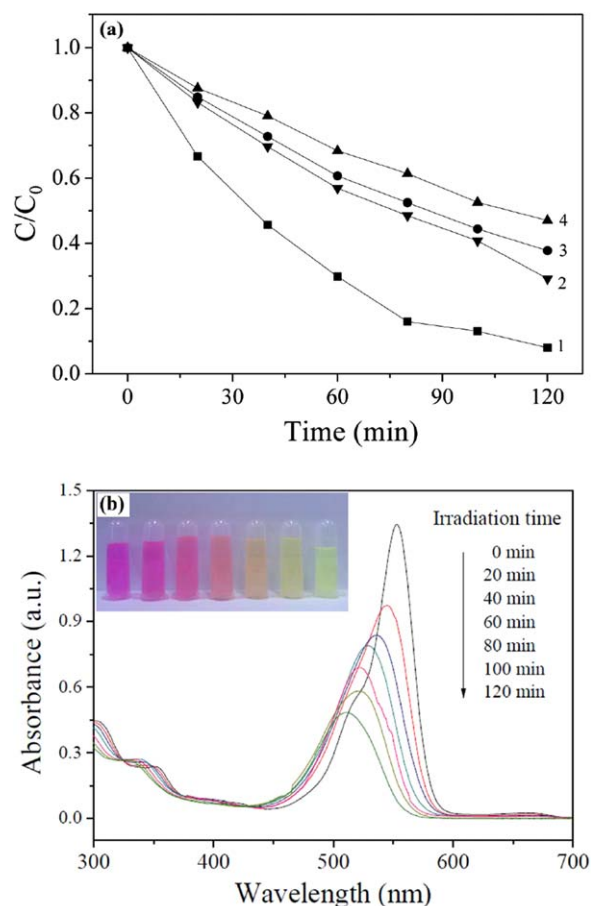 (a)
1.0
0.8
0.6
0.4
0.2
0.0
C/C₀
4
3
2
1
0 30 60 90 120
Time (min)
(b)
1.5
1.2
0.9
0.6
0.3
0.0
Absorbance (a.u.)
Irradiation time
0 min
20 min
40 min
60 min
80 min
100 min
120 min
300 400 500 600 700
Wavelength (nm)